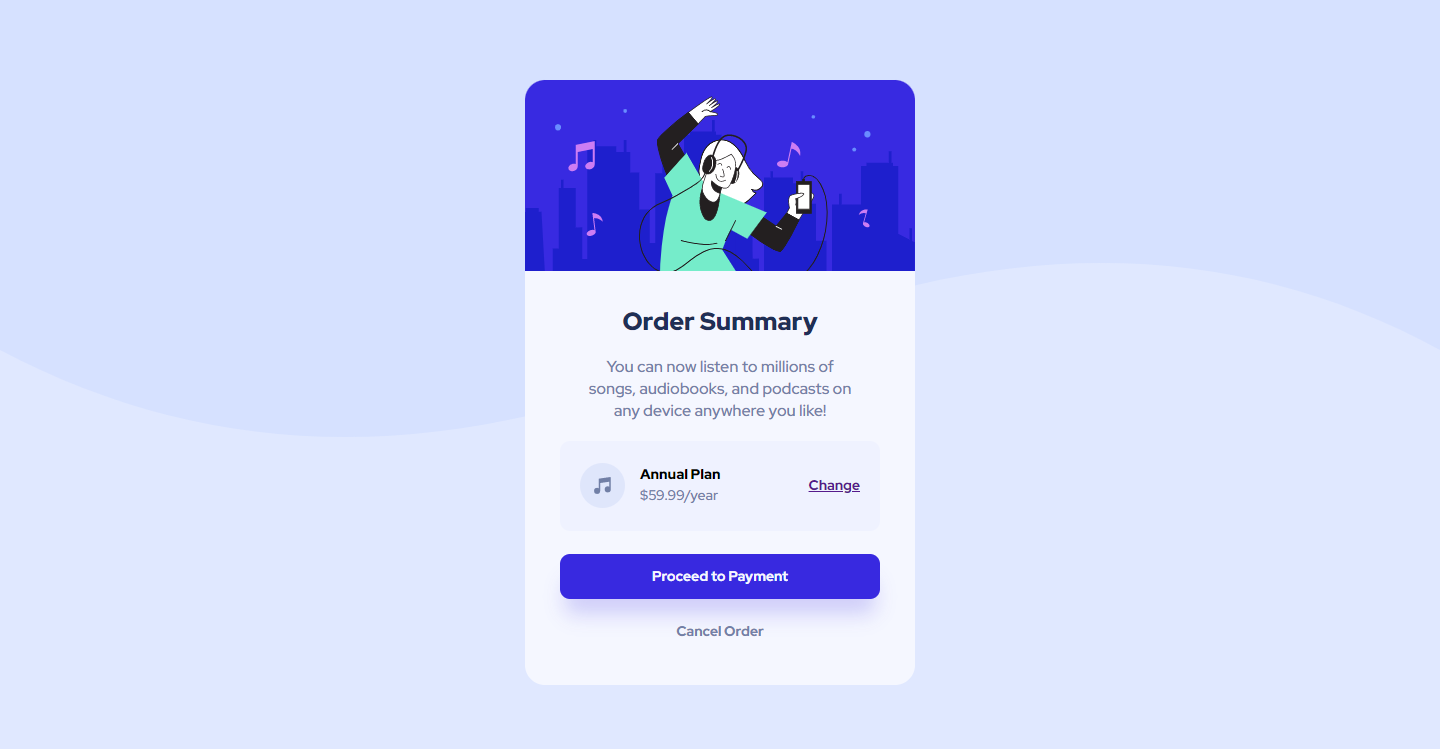 Order Summary
You can now listen to millions of
songs, audiobooks, and podcasts on
any device anywhere you like!
Annual Plan
$59.99/year
Change
Proceed to Payment
Cancel Order